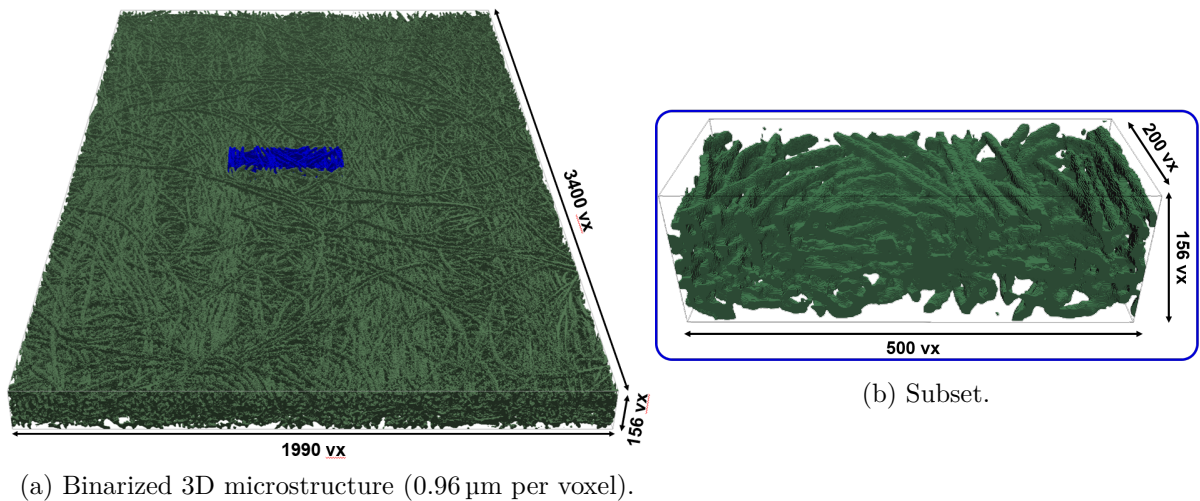 3400 vx
156 vx
1990 vx
(a) Binarized 3D microstructure (0.96 µm per voxel).
200 vx
156 vx
500 vx
(b) Subset.